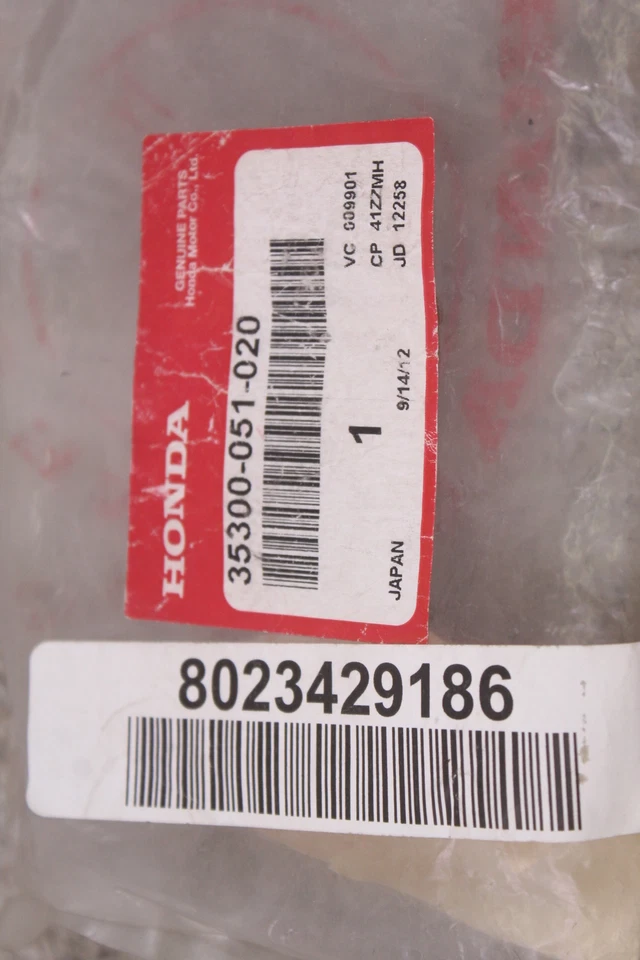 GENUINE PARTS
Honda Motor Co., Ltd.
HONDA
35300-051-020
VC 009901
CP 41ZZMH
JD 12258
1
9/14/12
JAPAN
8023429186